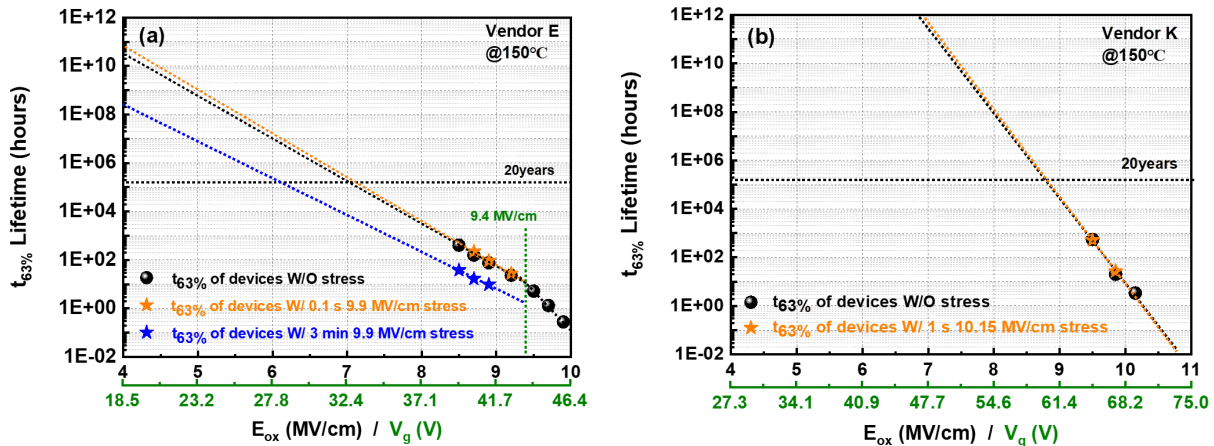 (a)
Vendor E
@150°C
t63% Lifetime (hours)
1E+12
1E+10
1E+08
1E+06
1E+04
1E+02
1E+00
1E-02
20years
9.4 MV/cm
t63% of devices W/O stress
t63% of devices W/ 0.1 s 9.9 MV/cm stress
t63% of devices W/ 3 min 9.9 MV/cm stress
4 5 6 7 8 9 10
18.5 23.2 27.8 32.4 37.1 41.7 46.4
Eox (MV/cm) / Vg (V)
(b)
Vendor K
@150°C
t63% Lifetime (hours)
1E+12
1E+10
1E+08
1E+06
1E+04
1E+02
1E+00
1E-02
20years
t63% of devices W/O stress
t63% of devices W/ 1 s 10.15 MV/cm stress
4 5 6 7 8 9 10 11
27.3 34.1 40.9 47.7 54.6 61.4 68.2 75.0
Eox (MV/cm) / Vg (V)